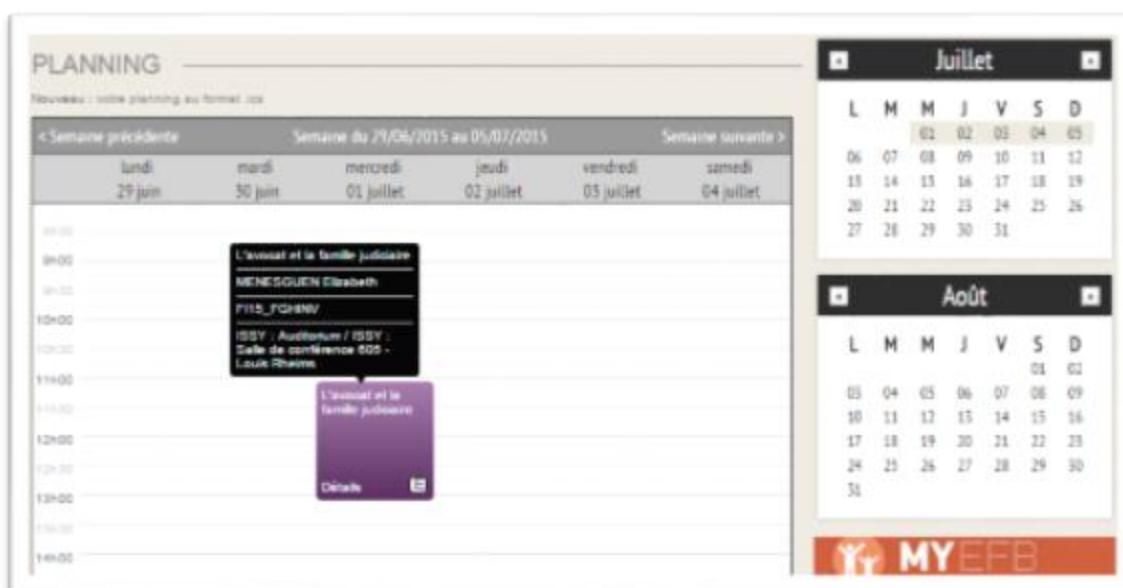 PLANNING
Nouveau : votre planning au format .ics
< Semaine précédente Semaine du 29/06/2015 au 05/07/2015 Semaine suivante >
lundi mardi mercredi jeudi vendredi samedi
29 juin 30 juin 01 juillet 02 juillet 03 juillet 04 juillet
9h00
10h00
11h00
12h00
13h00
14h00
L'avocat et la famille judiciaire
MENESGUEN Elizabeth
FI15_FGHINV
ISSY : Auditorium / ISSY :
Salle de conférence 605 -
Louis Rheims
L'avocat et la
famille judiciaire
Détails
Juillet
L M M J V S D
01 02 03 04 05
06 07 08 09 10 11 12
13 14 15 16 17 18 19
20 21 22 23 24 25 26
27 28 29 30 31
Août
L M M J V S D
01 02
03 04 05 06 07 08 09
10 11 12 13 14 15 16
17 18 19 20 21 22 23
24 25 26 27 28 29 30
31
MYEFB